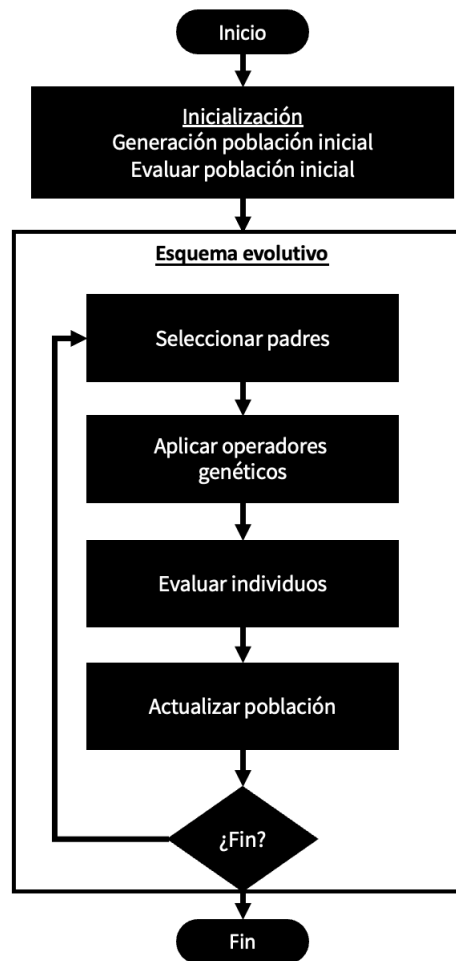 Inicio
Inicialización
Generación población inicial
Evaluar población inicial
Esquema evolutivo
Seleccionar padres
Aplicar operadores
genéticos
Evaluar individuos
Actualizar población
¿Fin?
Fin